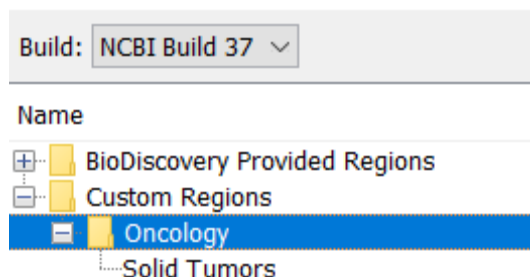 Build: NCBI Build 37
Name
BioDiscovery Provided Regions
Custom Regions
Oncology
Solid Tumors